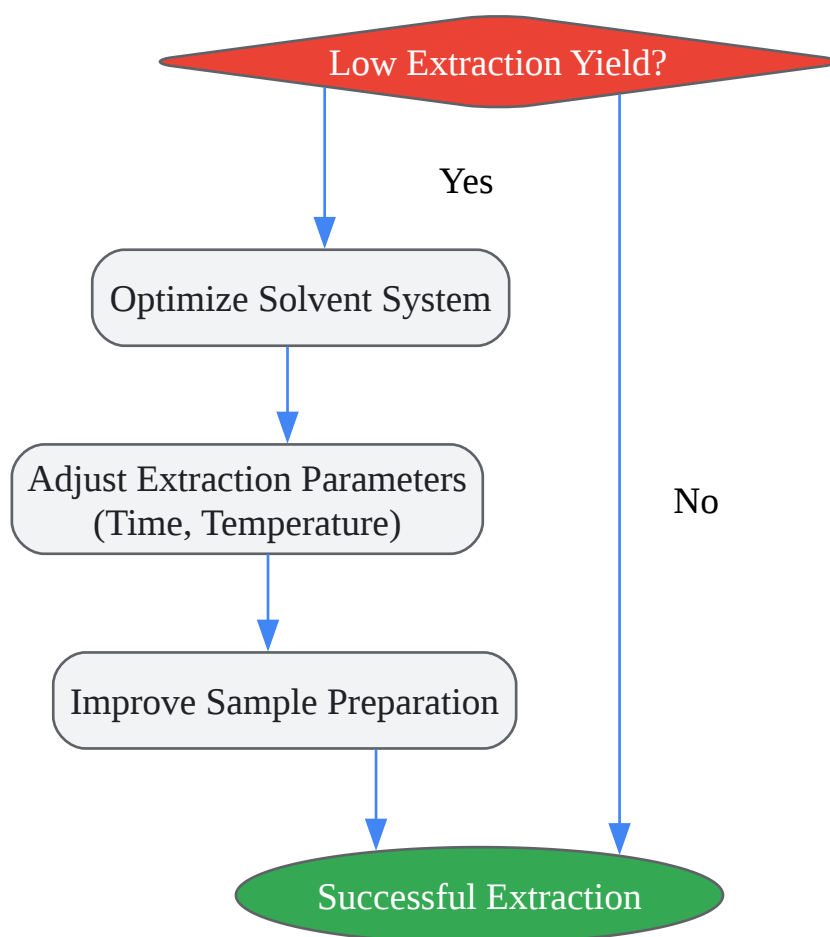 Low Extraction Yield?
Yes
Optimize Solvent System
Adjust Extraction Parameters
(Time, Temperature)
No
Improve Sample Preparation
Successful Extraction